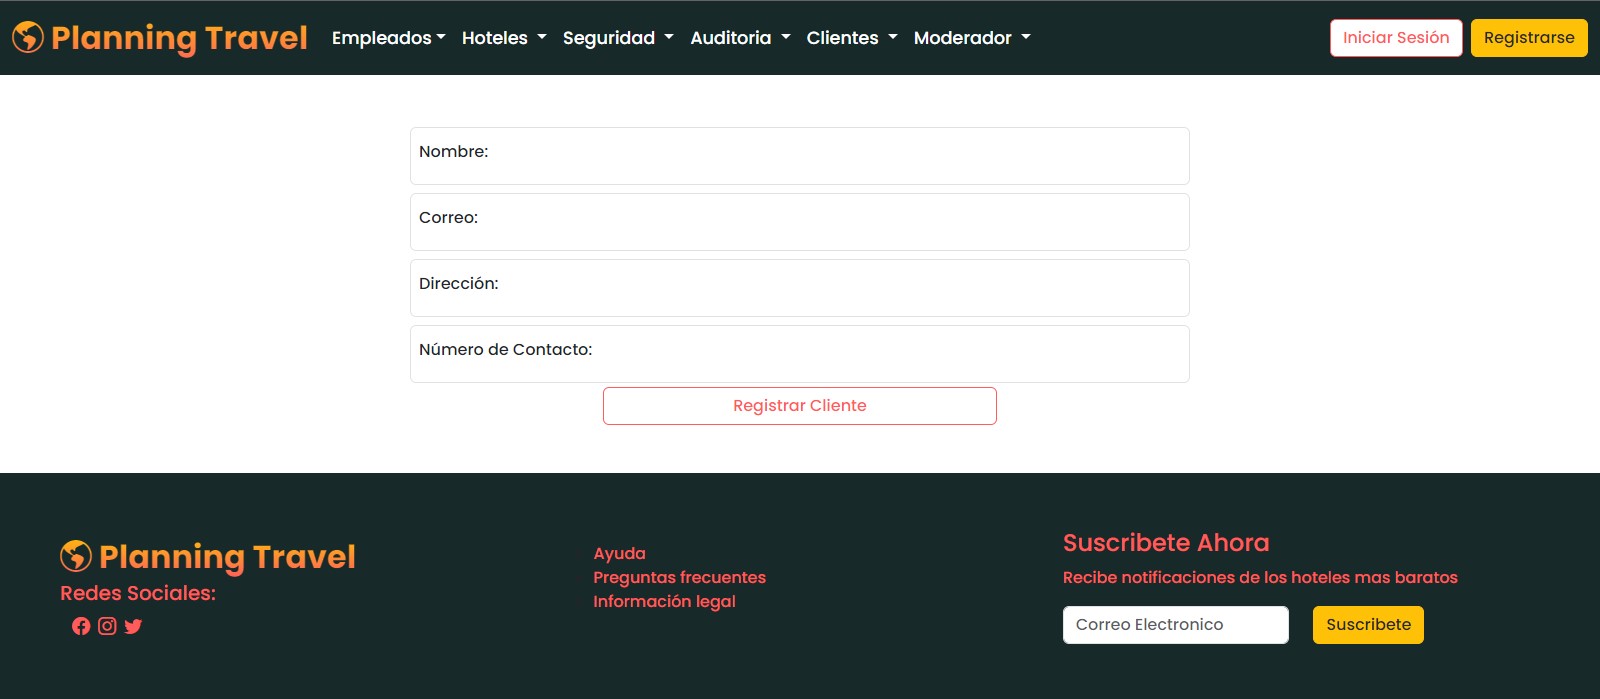 Planning Travel Empleados Hoteles Seguridad Auditoria Clientes Moderador Iniciar Sesión Registrarse
Nombre:
Correo:
Dirección:
Número de Contacto:
Registrar Cliente
Planning Travel
Redes Sociales:
Ayuda
Preguntas frecuentes
Información legal
Suscribete Ahora
Recibe notificaciones de los hoteles mas baratos
Correo Electronico Suscribete